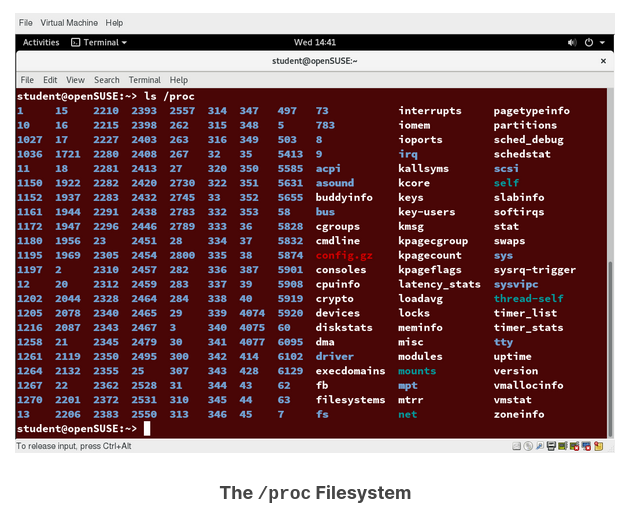 File Virtual Machine Help
Activities Terminal Wed 14:41
student@openSUSE:~
File Edit View Search Terminal Help
student@openSUSE:~> ls /proc
1 15 2210 2393 2557 314 347 497 73 interrupts pagetypeinfo
10 16 2215 2398 262 315 348 5 783 iomem partitions
1027 17 2227 2403 263 316 349 503 8 ioports sched_debug
1036 1721 2280 2408 267 32 35 5413 9 irq schedstat
11 18 2281 2413 27 320 350 5585 acpi kallsyms scsi
1150 1922 2282 2420 2730 322 351 5631 asound kcore self
1152 1937 2283 2432 2745 33 352 5655 buddyinfo keys slabinfo
1161 1944 2291 2438 2783 332 353 58 bus key-users softirqs
1172 1947 2296 2446 2789 333 36 5828 cgroups kmsg stat
1180 1956 23 2451 28 334 37 5832 cmdline kpagecgroup swaps
1195 1969 2305 2454 2800 335 38 5874 config.gz kpagecount sys
1197 2 2310 2457 282 336 387 5901 consoles kpageflags sysrq-trigger
12 20 2312 2459 283 337 39 5908 cpuinfo latency_stats sysvipc
1202 2044 2328 2464 284 338 40 5919 crypto loadavg thread-self
1205 2078 2340 2465 29 339 4074 5920 devices locks timer_list
1216 2087 2343 2467 3 340 4075 60 diskstats meminfo timer_stats
1258 21 2345 2479 30 341 4077 6095 dma misc tty
1261 2119 2350 2495 300 342 414 6102 driver modules uptime
1264 2132 2355 25 307 343 428 6129 execdomains mounts version
1267 22 2362 2528 31 344 43 62 fb mpt vmallocinfo
1270 2201 2372 2531 310 345 44 63 filesystems mtrr vmstat
13 2206 2383 2550 313 346 45 7 fs net zoneinfo
student@openSUSE:~>
To release input, press Ctrl+Alt
The /proc Filesystem